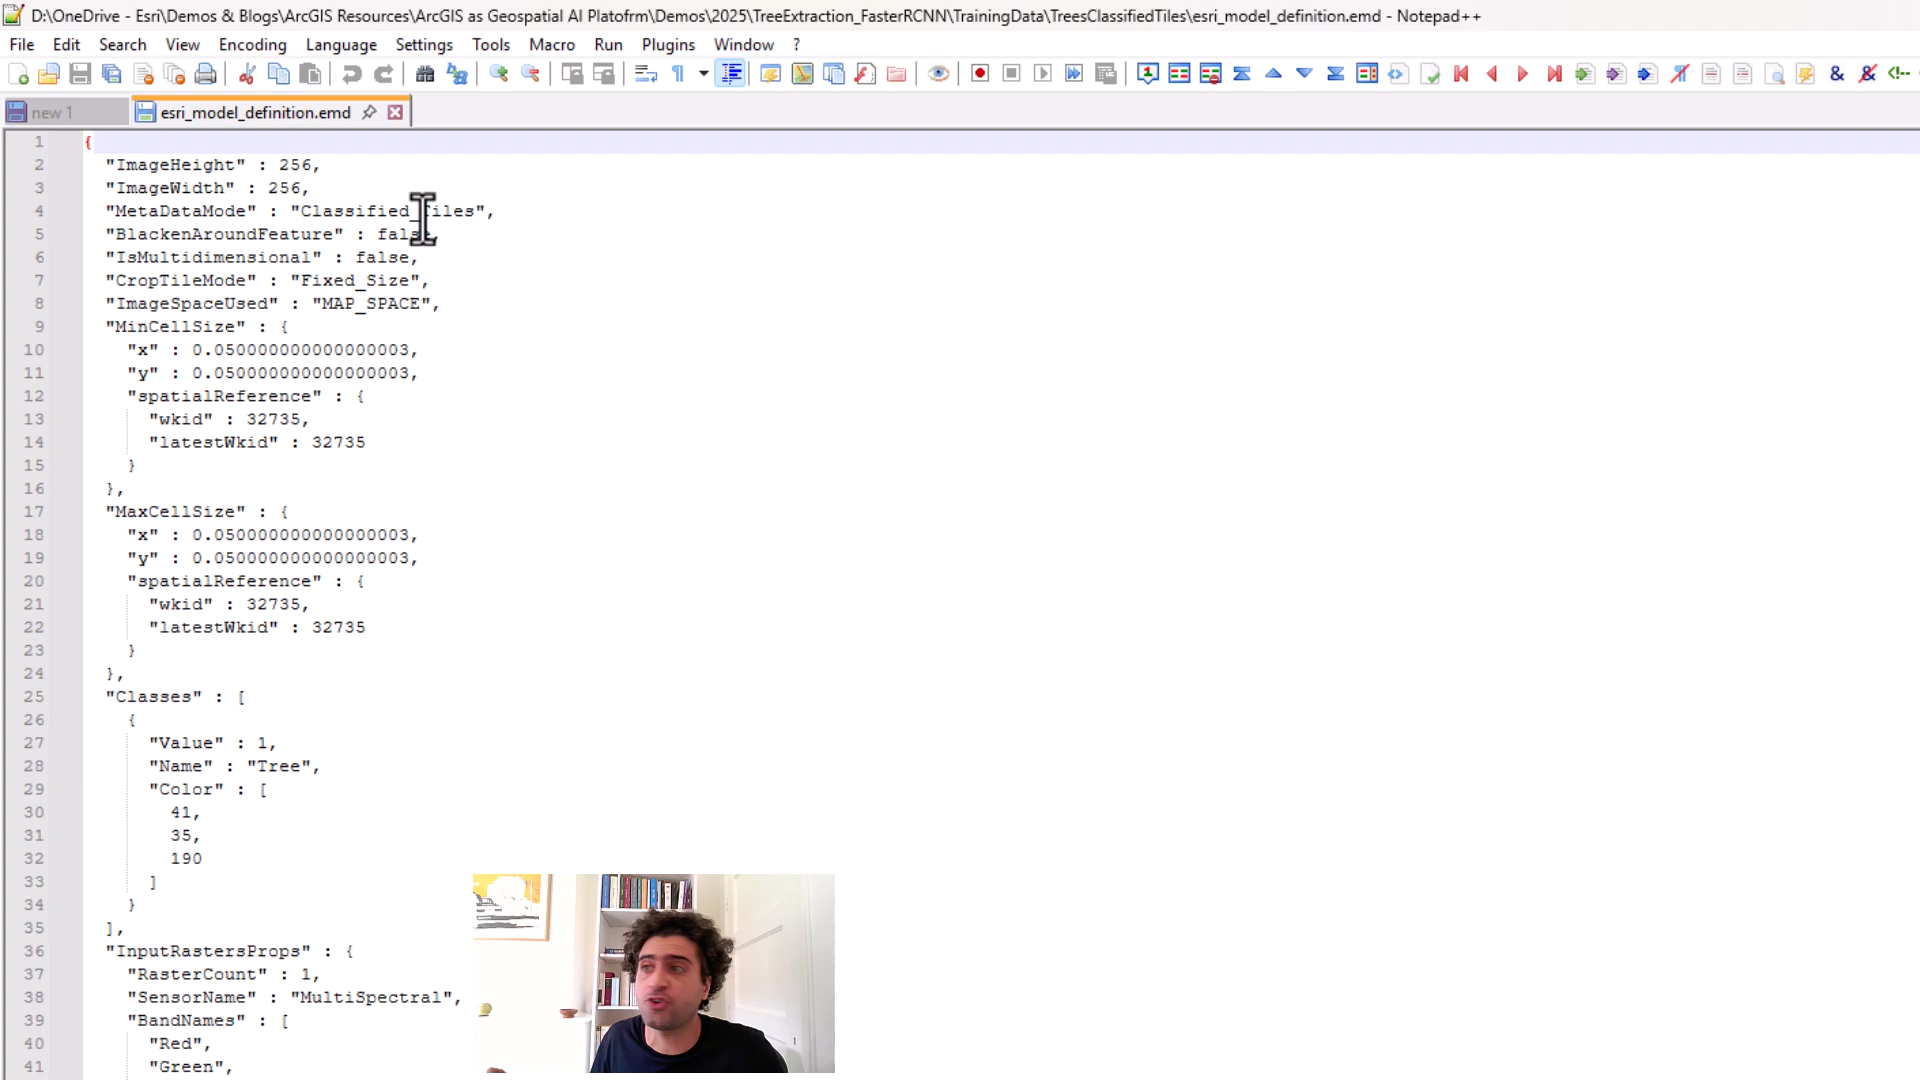 D:\OneDrive - Esri\Demos & Blogs\ArcGIS Resources\ArcGIS as Geospatial AI Platofrm\Demos\2025\TreeExtraction_FasterRCNN\TrainingData\TreesClassifiedTiles\esri_model_definition.emd - Notepad++
File Edit Search View Encoding Language Settings Tools Macro Run Plugins Window ?
new 1 esri_model_definition.emd
1 {
2 "ImageHeight" : 256,
3 "ImageWidth" : 256,
4 "MetaDataMode" : "Classified_Tiles",
5 "BlackenAroundFeature" : false,
6 "IsMultidimensional" : false,
7 "CropTileMode" : "Fixed_Size",
8 "ImageSpaceUsed" : "MAP_SPACE",
9 "MinCellSize" : {
10 "x" : 0.050000000000000003,
11 "y" : 0.050000000000000003,
12 "spatialReference" : {
13 "wkid" : 32735,
14 "latestWkid" : 32735
15 }
16 },
17 "MaxCellSize" : {
18 "x" : 0.050000000000000003,
19 "y" : 0.050000000000000003,
20 "spatialReference" : {
21 "wkid" : 32735,
22 "latestWkid" : 32735
23 }
24 },
25 "Classes" : [
26 {
27 "Value" : 1,
28 "Name" : "Tree",
29 "Color" : [
30 41,
31 35,
32 190
33 ]
34 }
35 ],
36 "InputRastersProps" : {
37 "RasterCount" : 1,
38 "SensorName" : "MultiSpectral",
39 "BandNames" : [
40 "Red",
41 "Green",